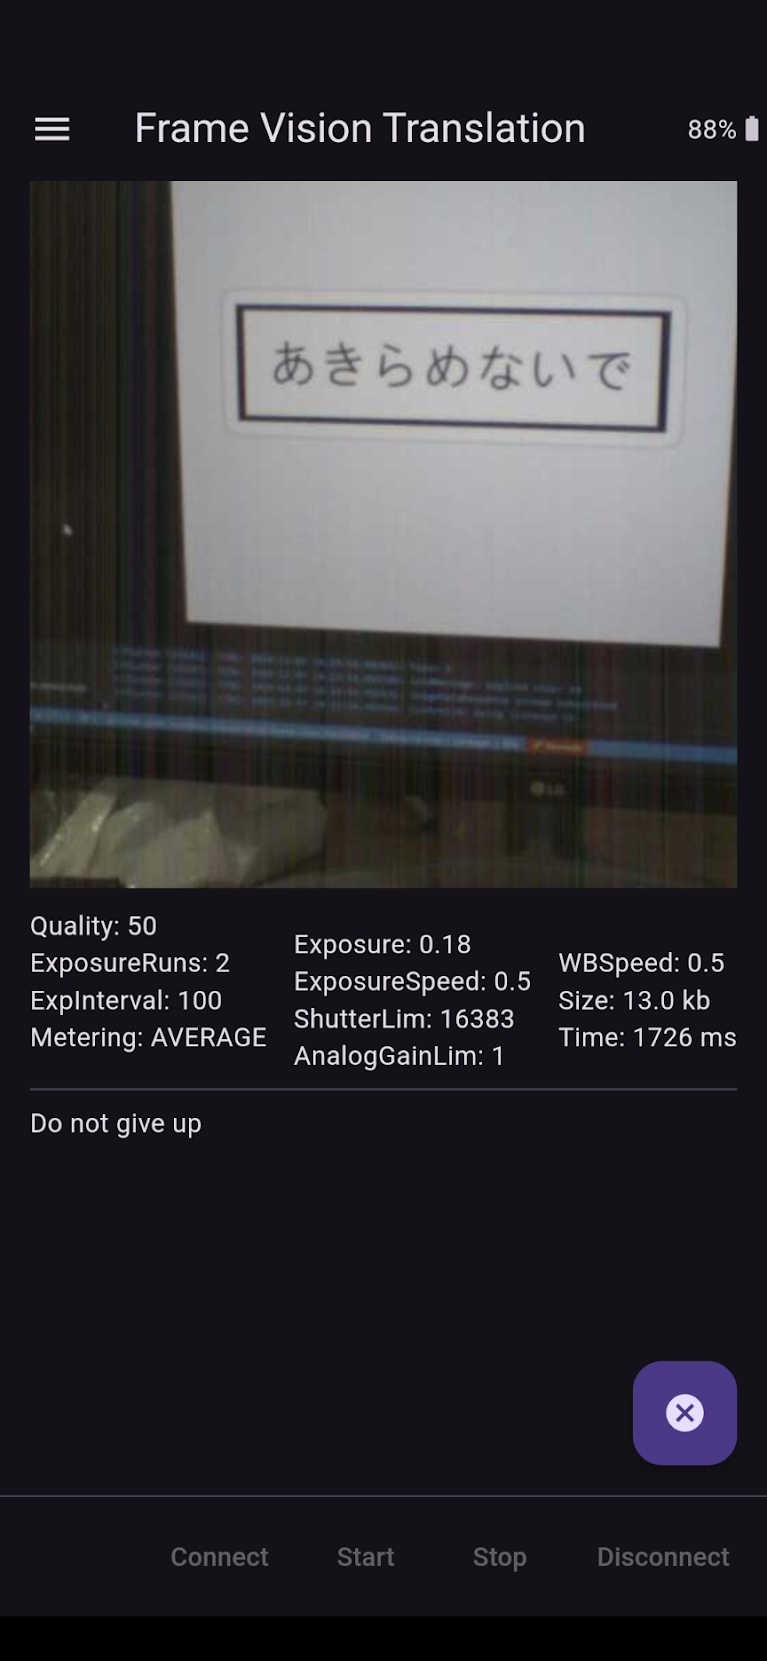 Frame Vision Translation
88%
あきらめないで
LG
Quality: 50
ExposureRuns: 2
ExpInterval: 100
Metering: AVERAGE
Exposure: 0.18
ExposureSpeed: 0.5
ShutterLim: 16383
AnalogGainLim: 1
WBSpeed: 0.5
Size: 13.0 kb
Time: 1726 ms
Do not give up
Connect
Start
Stop
Disconnect